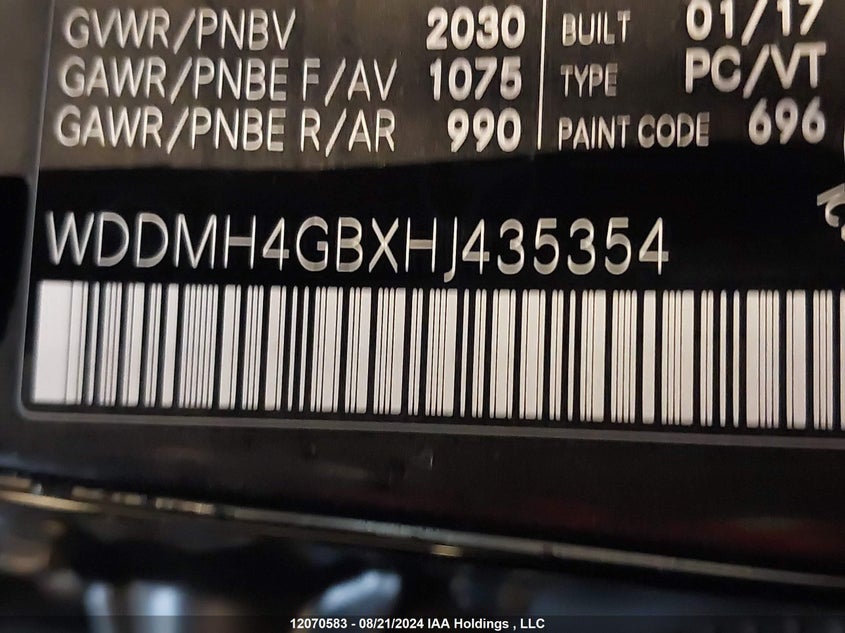 GVWR/PNBV 2030 BUILT 01/17
GAWR/PNBE F/AV 1075 TYPE PC/VT
GAWR/PNBE R/AR 990 PAINT CODE 696
WDDMH4GBXHJ435354
12070583 - 08/21/2024 IAA Holdings , LLC